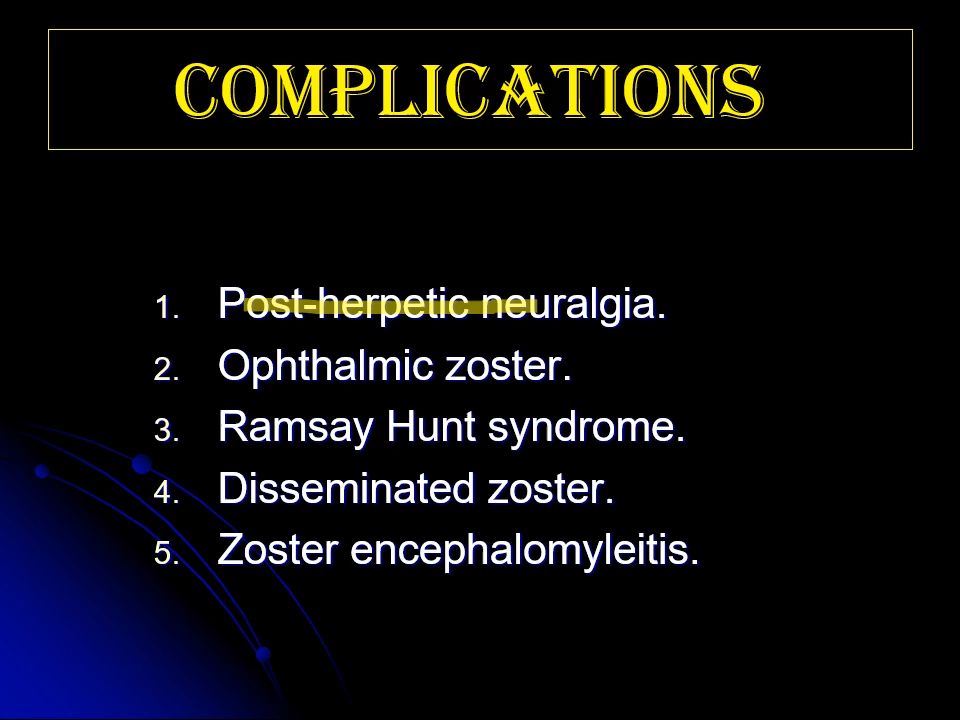 COMPLICATIONS
1. Post-herpetic neuralgia.
2. Ophthalmic zoster.
3. Ramsay Hunt syndrome.
4. Disseminated zoster.
5. Zoster encephalomyleitis.